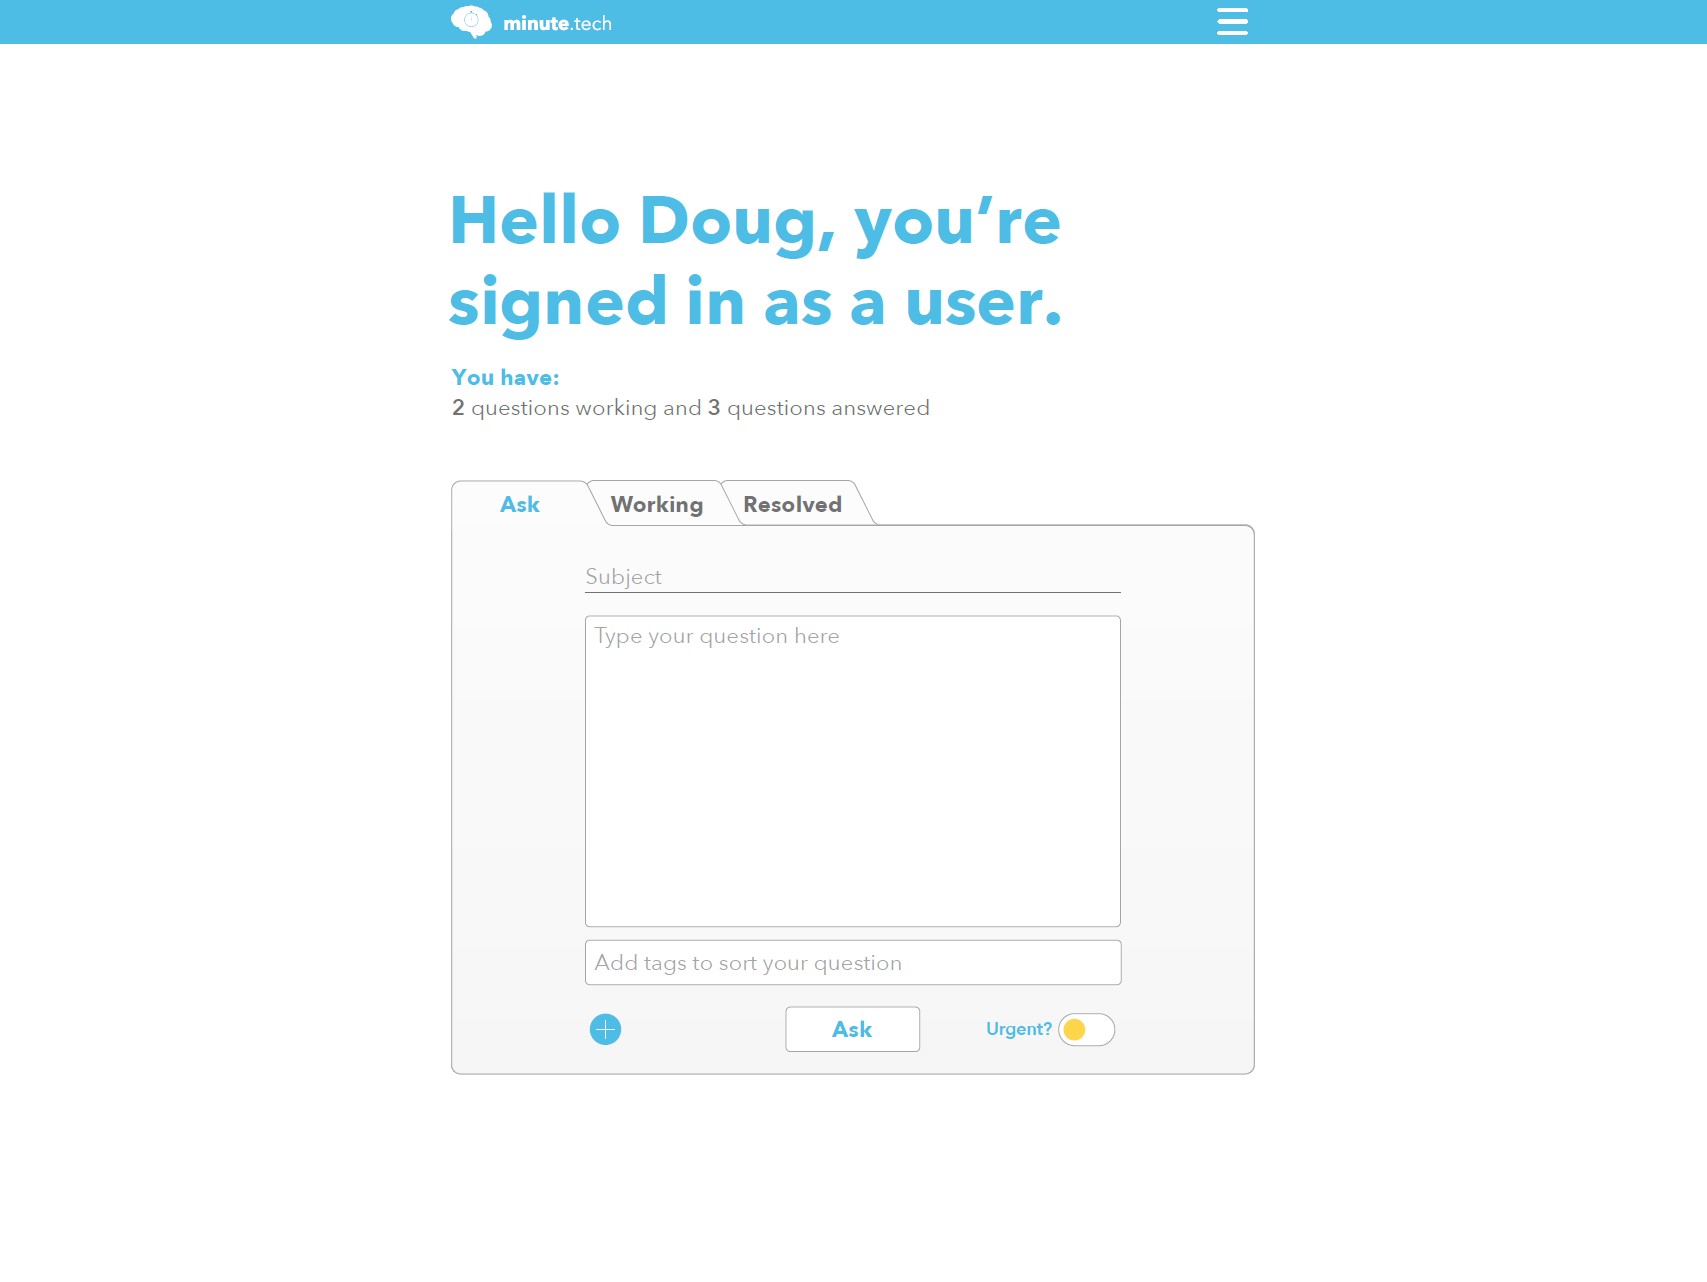 minute.tech
Hello Doug, you’re
signed in as a user.
You have:
2 questions working and 3 questions answered
Ask Working Resolved
Subject
Type your question here
Add tags to sort your question
Ask Urgent?